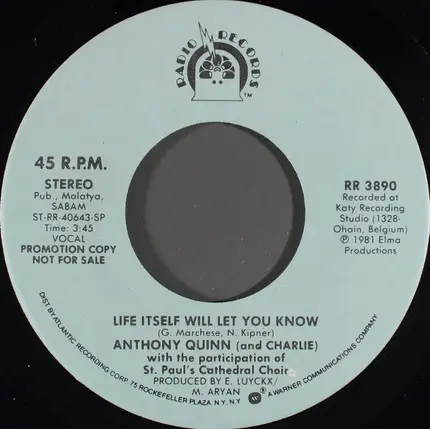 RADIO RECORDS
TM
45 R.P.M.
STEREO
Pub., Malatya,
SABAM
ST-RR-40643-SP
Time: 3:45
VOCAL
PROMOTION COPY
NOT FOR SALE
RR 3890
Recorded at
Katy Recording
Studio (1328-
Ohain, Belgium)
℗ 1981 Elma
Productions
LIFE ITSELF WILL LET YOU KNOW
(G. Marchese, N. Kipner)
ANTHONY QUINN (and CHARLIE)
with the participation of
St. Paul's Cathedral Choir
PRODUCED BY E. LUYCKX/
M. ARYAN
DIST BY ATLANTIC RECORDING CORP. 75 ROCKEFELLER PLAZA, N.Y. N.Y. A WARNER COMMUNICATIONS COMPANY